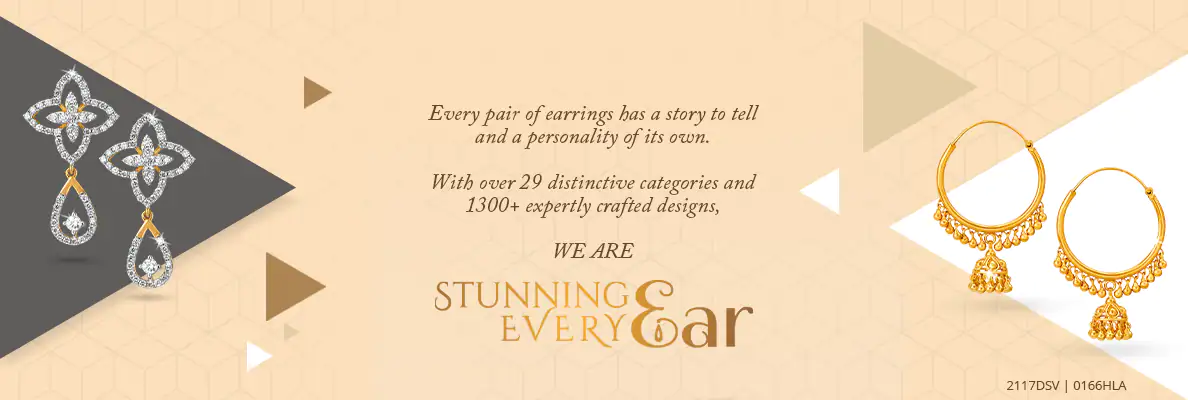 Every pair of earrings has a story to tell
and a personality of its own.
With over 29 distinctive categories and
1300+ expertly crafted designs,
WE ARE
STUNNING
EVERY Ear
2117DSV | 0166HLA